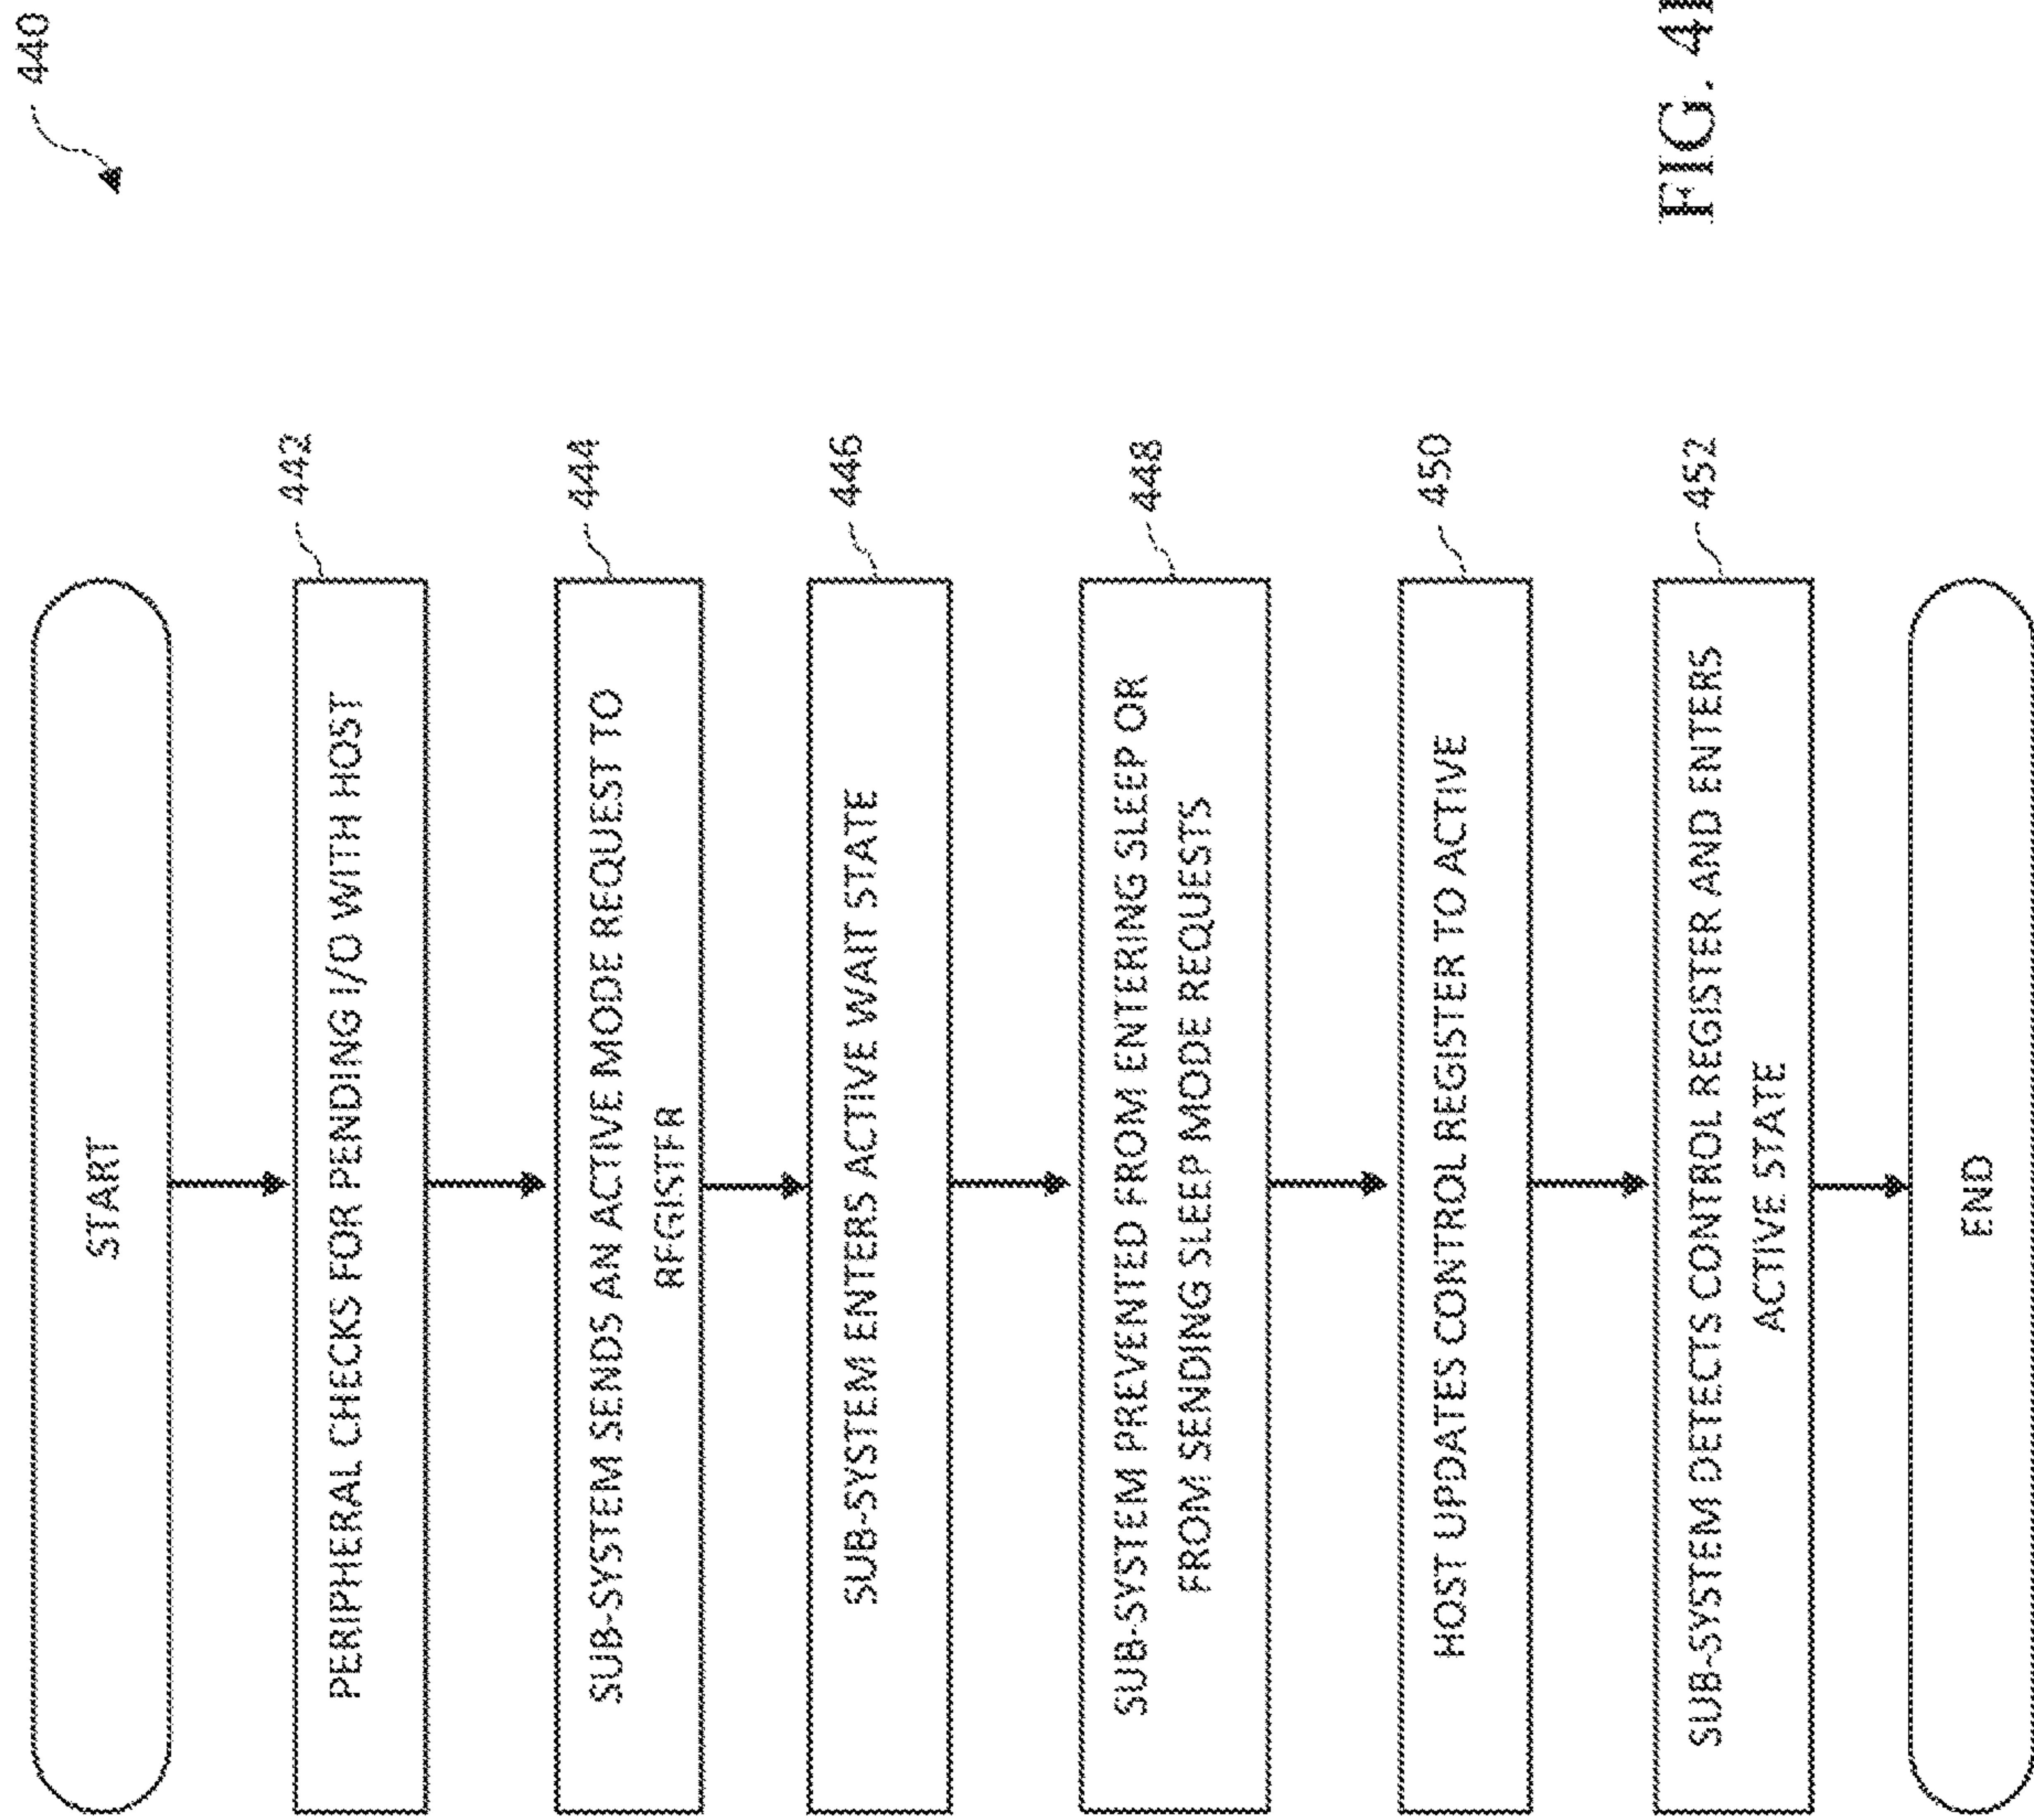 440
START
PERIPHERAL CHECKS FOR PENDING I/O WITH HOST
442
SUB-SYSTEM SENDS AN ACTIVE MODE REQUEST TO
REGISTER
444
SUB-SYSTEM ENTERS ACTIVE WAIT STATE
446
SUB-SYSTEM PREVENTED FROM ENTERING SLEEP OR
FROM SENDING SLEEP MODE REQUESTS
448
HOST UPDATES CONTROL REGISTER TO ACTIVE
450
SUB-SYSTEM DETECTS CONTROL REGISTER AND ENTERS
ACTIVE STATE
452
END
FIG.